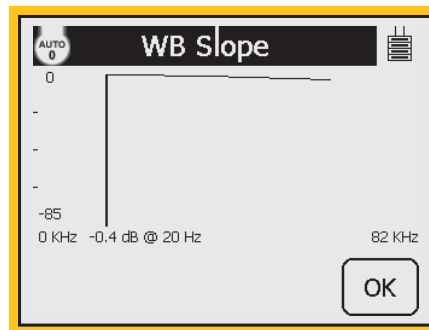 AUTO
0
WB Slope
0
-85
0 KHz -0.4 dB @ 20 Hz 82 KHz
OK